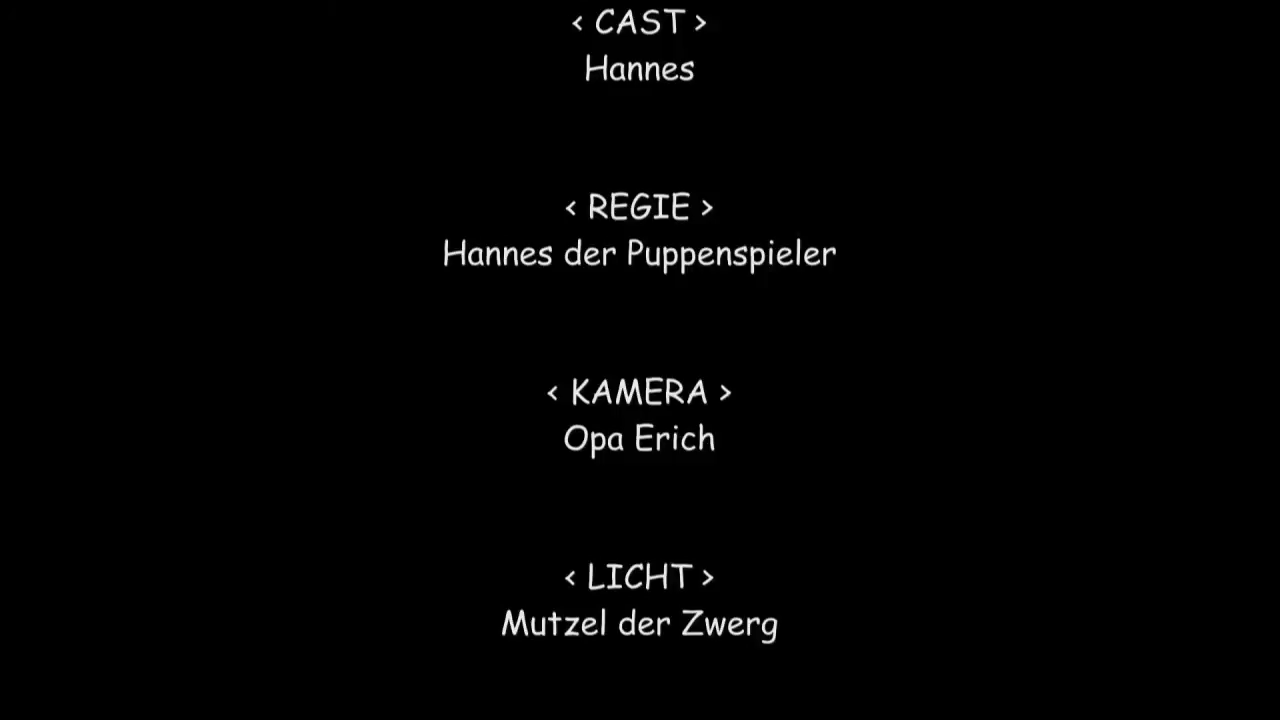 < CAST >
Hannes
< REGIE >
Hannes der Puppenspieler
< KAMERA >
Opa Erich
< LICHT >
Mutzel der Zwerg